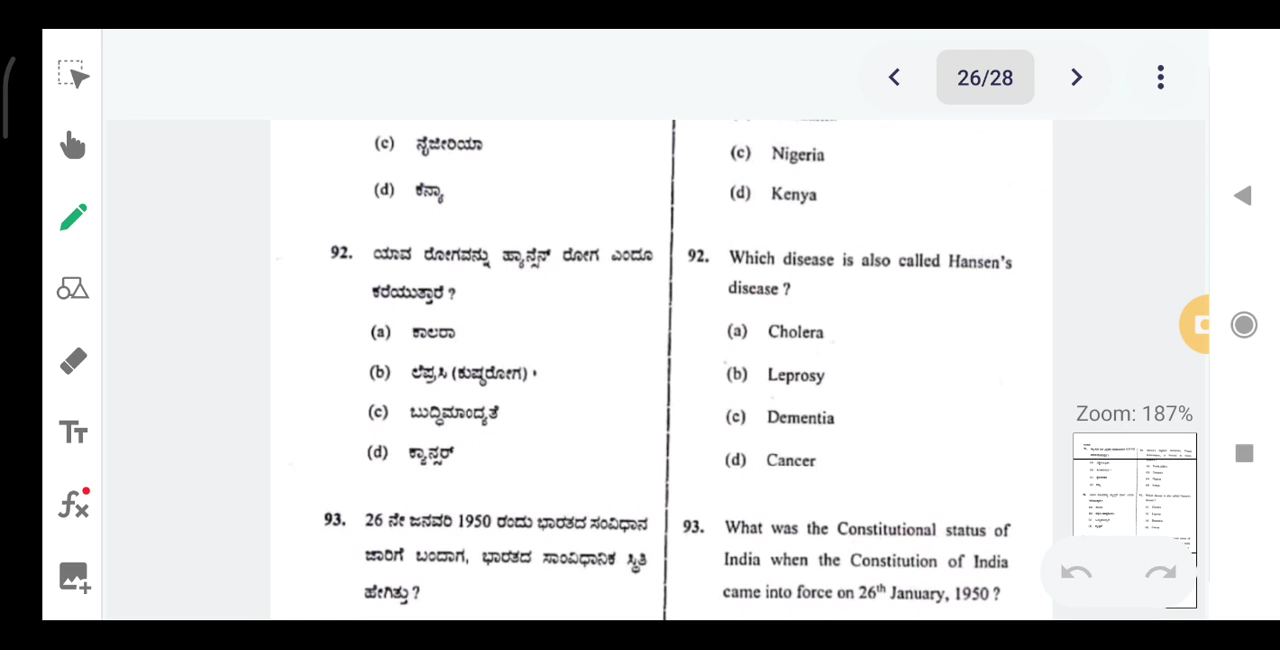 26/28
(c) ನೈಜೀರಿಯಾ
(d) ಕೆನ್ಯಾ
92. ಯಾವ ರೋಗವನ್ನು ಹ್ಯಾನ್ಸೆನ್ ರೋಗ ಎಂದೂ
ಕರೆಯುತ್ತಾರೆ ?
(a) ಕಾಲರಾ
(b) ಲೆಪ್ರಸಿ (ಕುಷ್ಠರೋಗ)
(c) ಬುದ್ಧಿಮಾಂದ್ಯತೆ
(d) ಕ್ಯಾನ್ಸರ್
93. 26 ನೇ ಜನವರಿ 1950 ರಂದು ಭಾರತದ ಸಂವಿಧಾನ
ಜಾರಿಗೆ ಬಂದಾಗ, ಭಾರತದ ಸಾಂವಿಧಾನಿಕ ಸ್ಥಿತಿ
ಹೇಗಿತ್ತು ?
(c) Nigeria
(d) Kenya
92. Which disease is also called Hansen's
disease ?
(a) Cholera
(b) Leprosy
(c) Dementia
(d) Cancer
93. What was the Constitutional status of
India when the Constitution of India
came into force on 26th January, 1950 ?
Zoom: 187%
Tт
fx